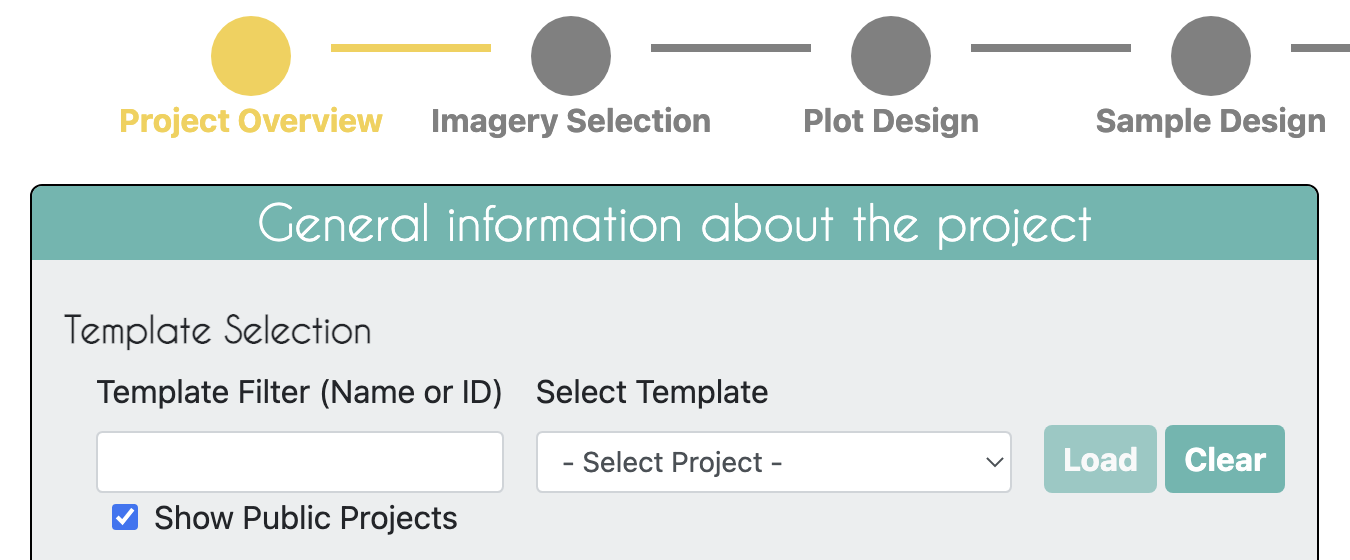 Project Overview Imagery Selection Plot Design Sample Design
General information about the project
Template Selection
Template Filter (Name or ID) Select Template
- Select Project - Load Clear
Show Public Projects